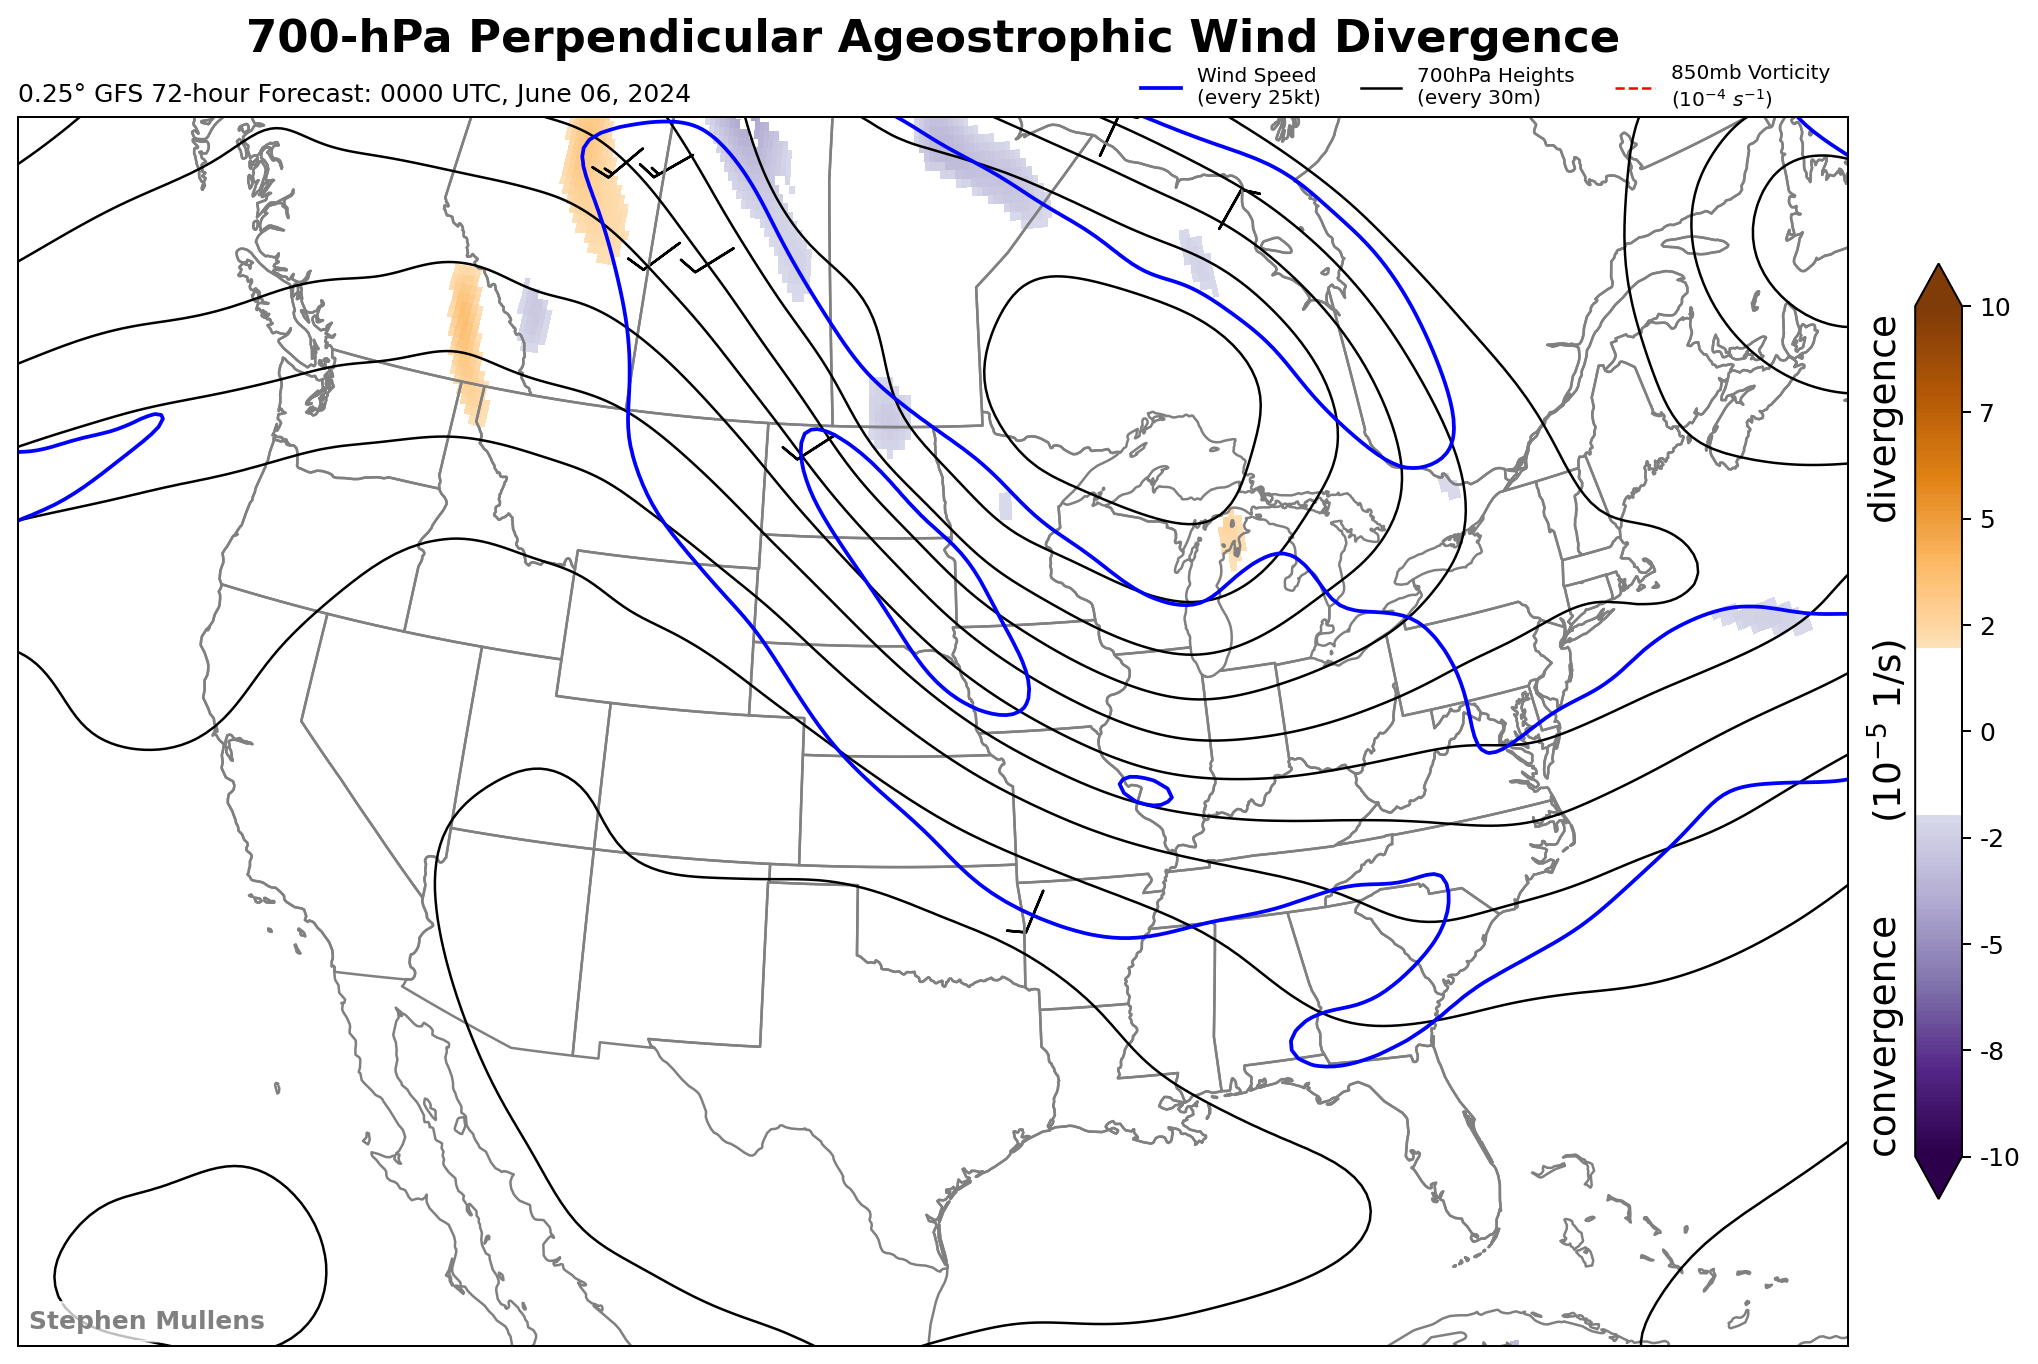 700-hPa Perpendicular Ageostrophic Wind Divergence
0.25° GFS 72-hour Forecast: 0000 UTC, June 06, 2024
Wind Speed
(every 25kt)
700hPa Heights
(every 30m)
850mb Vorticity
(10⁻⁴ s⁻¹)
10
7
5
2
0
-2
-5
-8
-10
convergence (10⁻⁵ 1/s) divergence
Stephen Mullens